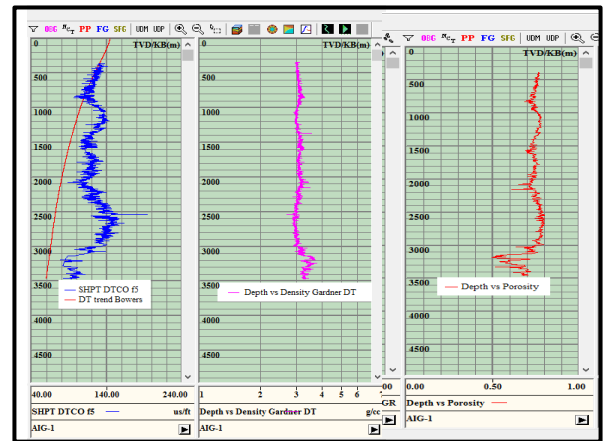 OBG NCT PP FG SFG UDM UDP
OBG NCT PP FG SFG UDM UDP
0 TVD/KB(m)
500
1000
1500
2000
2500
3000
3500
4000
4500
SHPT DTCO f5
DT trend Bowers
40.00 140.00 240.00
SHPT DTCO f5 us/ft
AIG-1
0 TVD/KB(m)
500
1000
1500
2000
2500
3000
3500
4000
4500
Depth vs Density Gardner DT
1 2 3 4 5 6
Depth vs Density Gardner DT g/cc
AIG-1
00
GR
0 TVD/KB(m)
500
1000
1500
2000
2500
3000
3500
4000
4500
Depth vs Porosity
0.00 0.50 1.00
Depth vs Porosity
AIG-1